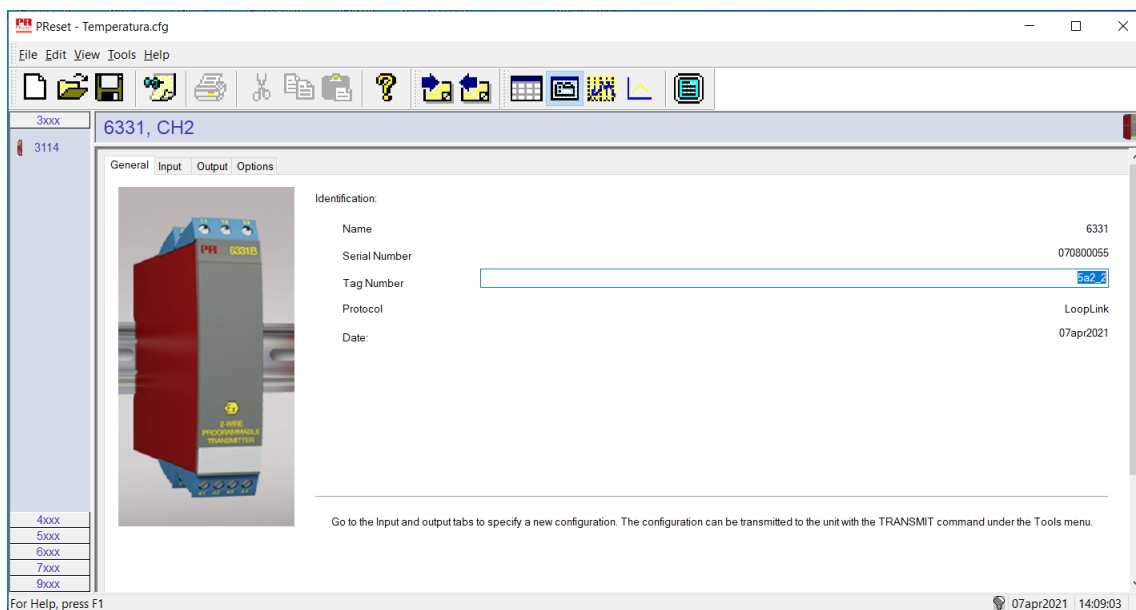 PReset - Temperatura.cfg
File Edit View Tools Help
3xxx
6331, CH2
3114
General Input Output Options
PR 6331B
2-WIRE
PROGRAMMABLE
TRANSMITTER
Identification:
Name 6331
Serial Number 070800055
Tag Number 5a2_2
Protocol LoopLink
Date: 07apr2021
Go to the Input and output tabs to specify a new configuration. The configuration can be transmitted to the unit with the TRANSMIT command under the Tools menu.
4xxx
5xxx
6xxx
7xxx
9xxx
For Help, press F1 07apr2021 14:09:03